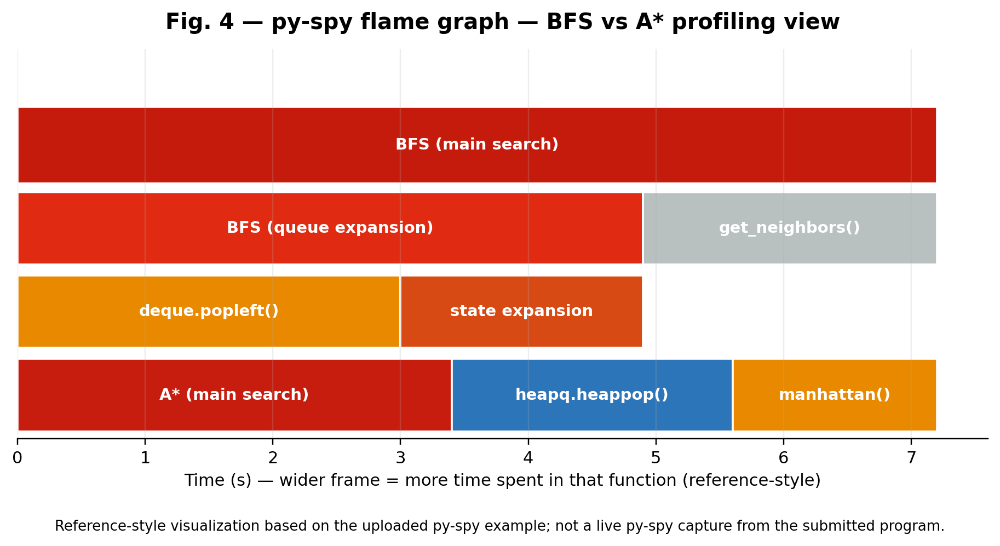 Fig. 4 — py-spy flame graph — BFS vs A* profiling view
BFS (main search)
BFS (queue expansion)
get_neighbors()
deque.popleft()
state expansion
A* (main search)
heapq.heappop()
manhattan()
0 1 2 3 4 5 6 7
Time (s) — wider frame = more time spent in that function (reference-style)
Reference-style visualization based on the uploaded py-spy example; not a live py-spy capture from the submitted program.